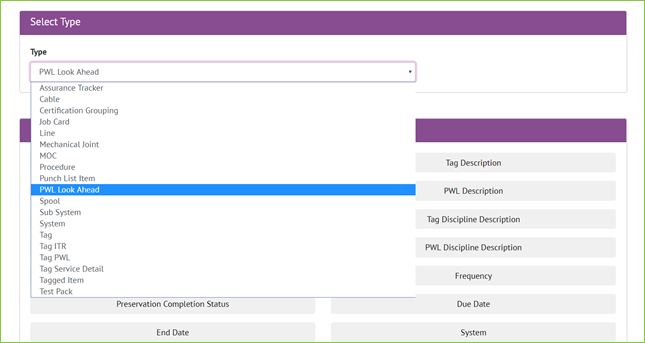 Select Type
Type
PWL Look Ahead
Assurance Tracker
Cable
Certification Grouping
Job Card
Line
Mechanical Joint
MOC
Procedure
Punch List Item
PWL Look Ahead
Spool
Sub System
System
Tag
Tag ITR
Tag PWL
Tag Service Detail
Tagged Item
Test Pack
Tag Description
PWL Description
Tag Discipline Description
PWL Discipline Description
Frequency
Preservation Completion Status
Due Date
End Date
System